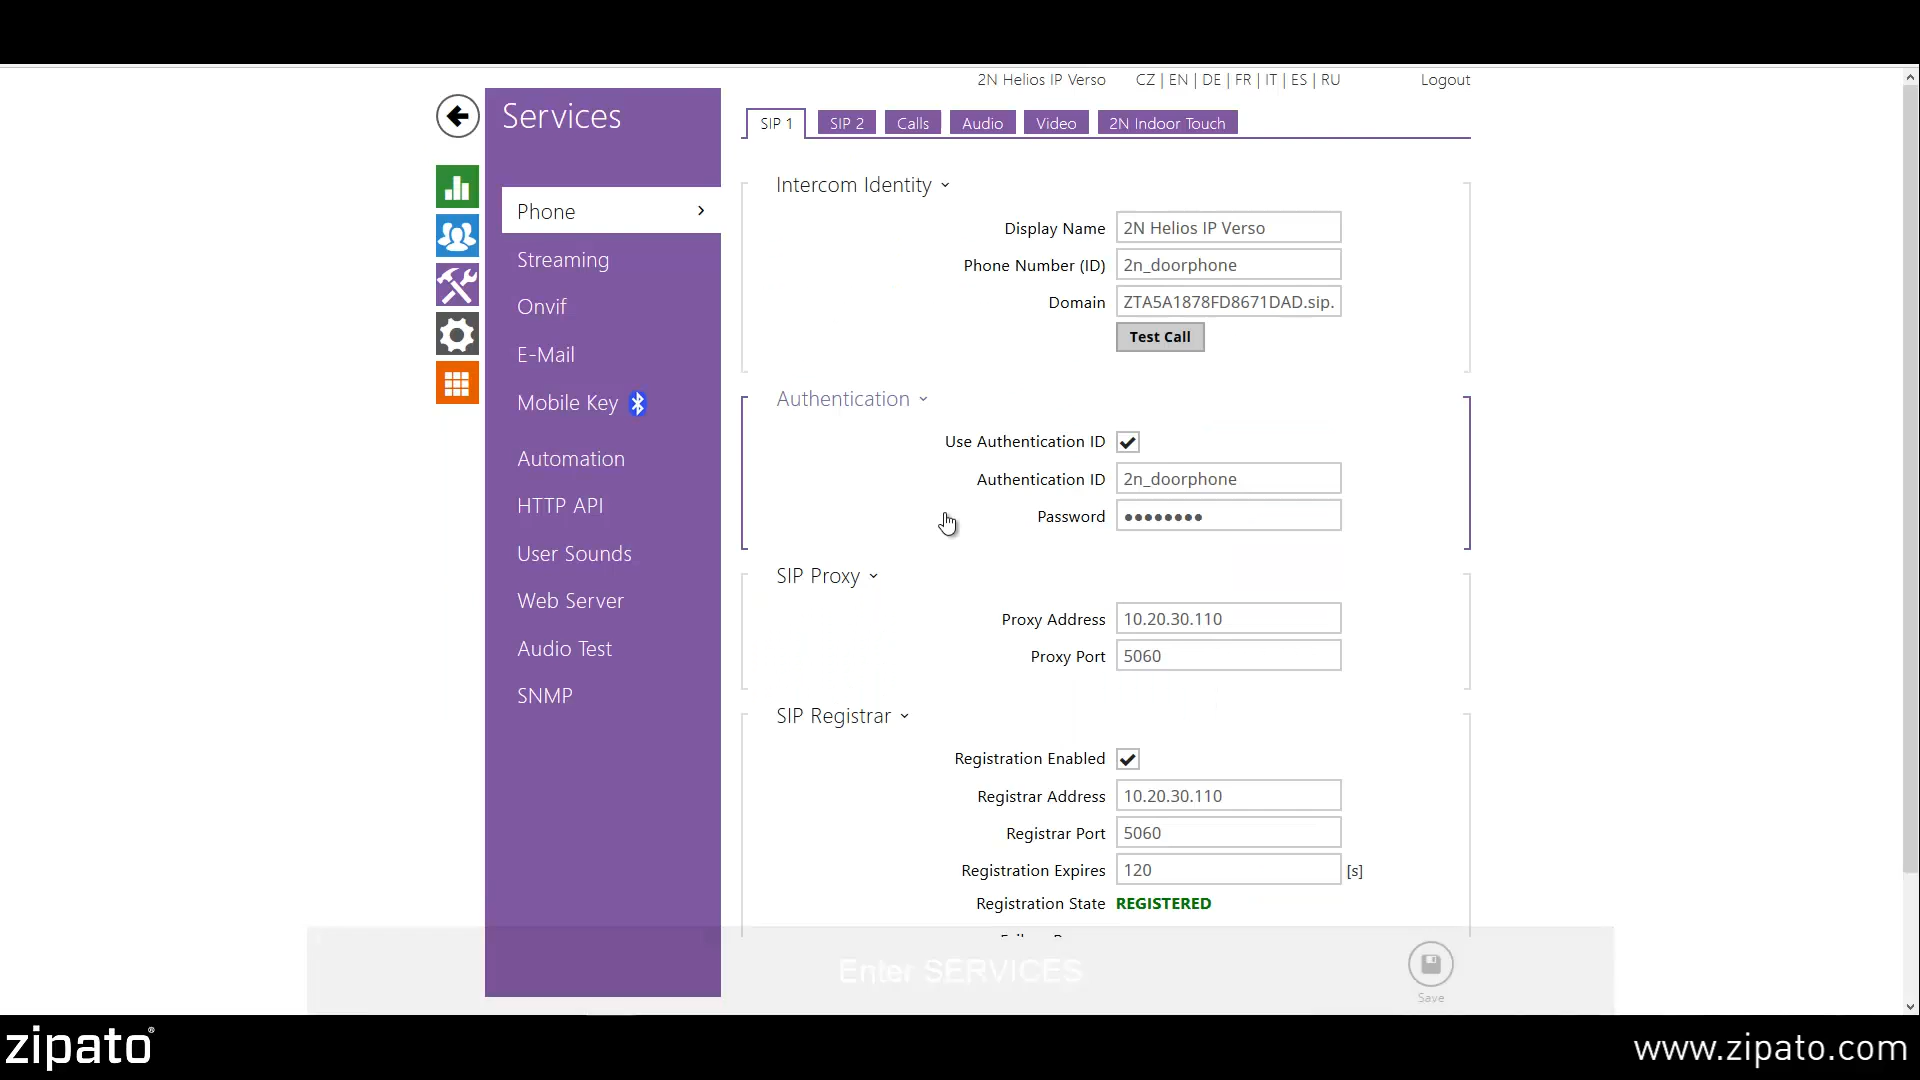 2N Helios IP Verso CZ | EN | DE | FR | IT | ES | RU Logout
Services
SIP 1 SIP 2 Calls Audio Video 2N Indoor Touch
Phone
Streaming
Onvif
E-Mail
Mobile Key
Automation
HTTP API
User Sounds
Web Server
Audio Test
SNMP
Intercom Identity
Display Name 2N Helios IP Verso
Phone Number (ID) 2n_doorphone
Domain ZTA5A1878FD8671DAD.sip.
Test Call
Authentication
Use Authentication ID
Authentication ID 2n_doorphone
Password ••••••••
SIP Proxy
Proxy Address 10.20.30.110
Proxy Port 5060
SIP Registrar
Registration Enabled
Registrar Address 10.20.30.110
Registrar Port 5060
Registration Expires 120 [s]
Registration State REGISTERED
Enter SERVICES
Save
zipato®
www.zipato.com